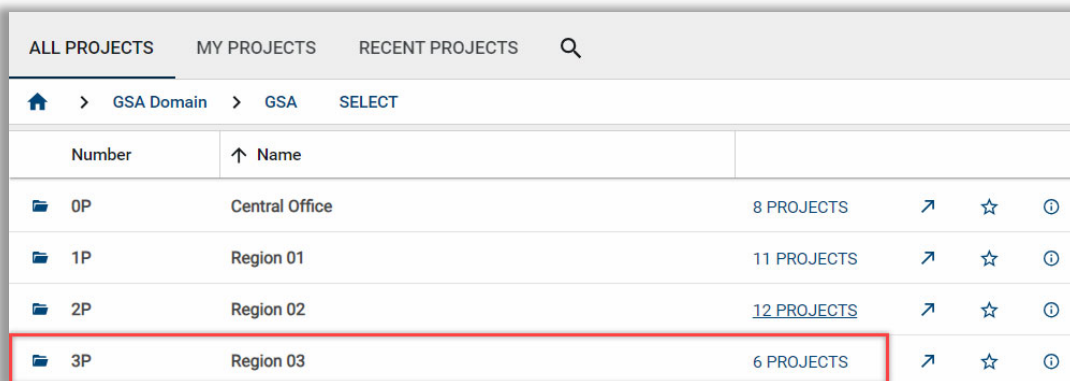 ALL PROJECTS MY PROJECTS RECENT PROJECTS
GSA Domain GSA SELECT
Number Name
0P Central Office 8 PROJECTS
1P Region 01 11 PROJECTS
2P Region 02 12 PROJECTS
3P Region 03 6 PROJECTS